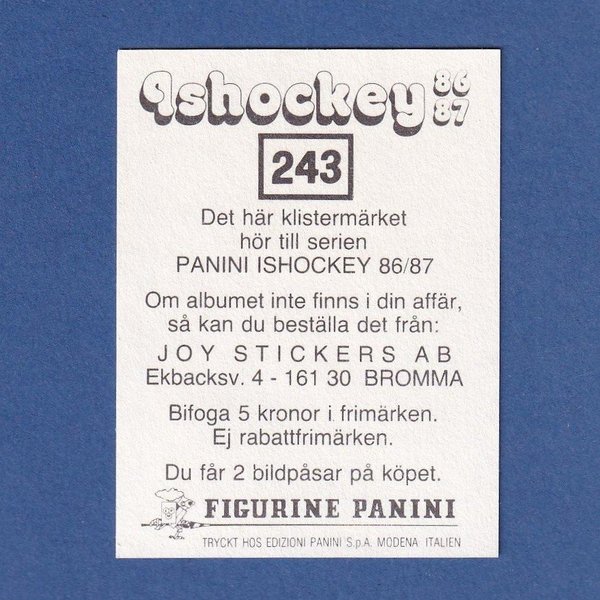 Ishockey 86 87
243
Det här klistermärket
hör till serien
PANINI ISHOCKEY 86/87
Om albumet inte finns i din affär,
så kan du beställa det från:
JOY STICKERS AB
Ekbacksv. 4 - 161 30 BROMMA
Bifoga 5 kronor i frimärken.
Ej rabattfrimärken.
Du får 2 bildpåsar på köpet.
FIGURINE PANINI
TRYCKT HOS EDIZIONI PANINI S.p.A. MODENA ITALIEN